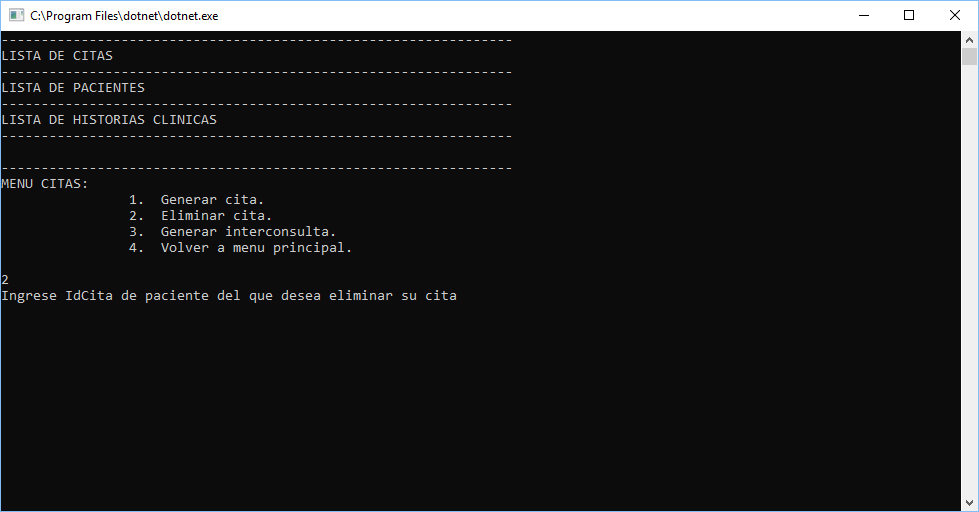 C:\Program Files\dotnet\dotnet.exe
----------------------------------------------------------------
LISTA DE CITAS
----------------------------------------------------------------
LISTA DE PACIENTES
----------------------------------------------------------------
LISTA DE HISTORIAS CLINICAS
----------------------------------------------------------------
----------------------------------------------------------------
MENU CITAS:
1.  Generar cita.
2.  Eliminar cita.
3.  Generar interconsulta.
4.  Volver a menu principal.
2
Ingrese IdCita de paciente del que desea eliminar su cita